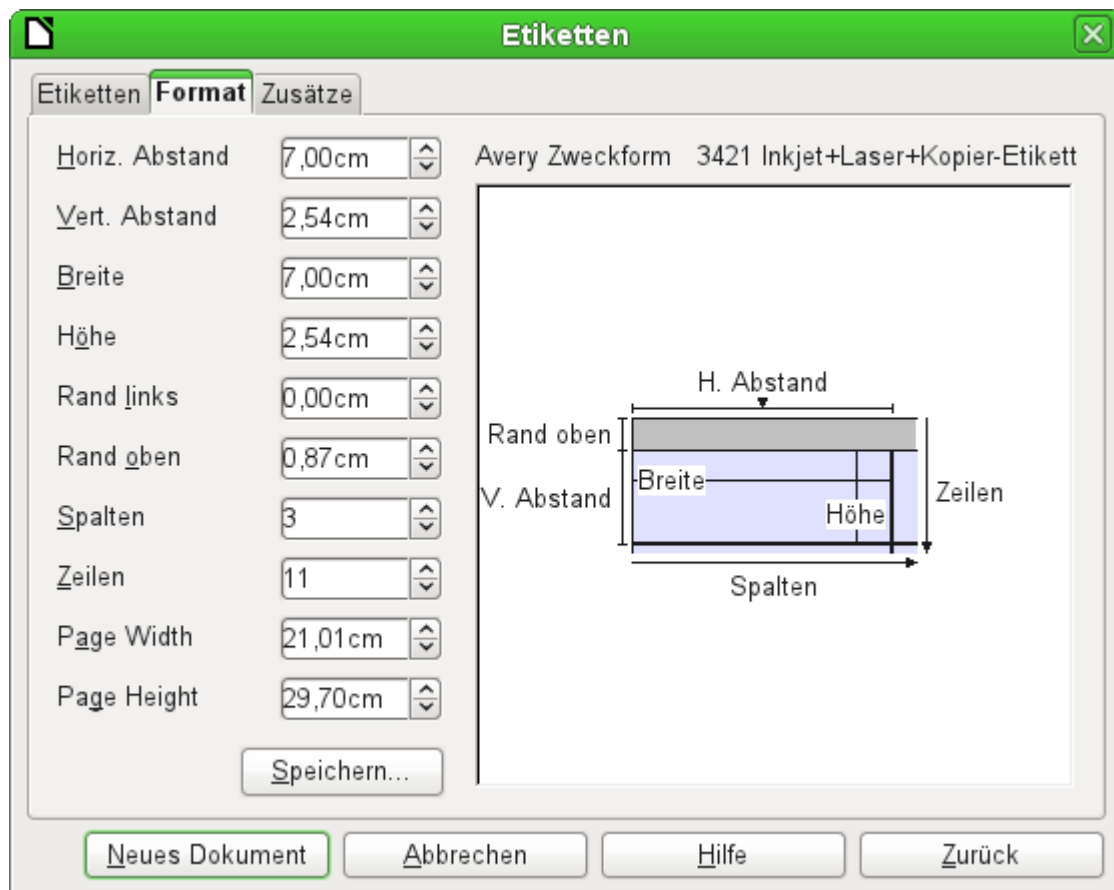 Etiketten
Etiketten Format Zusätze
Horiz. Abstand 7,00cm
Vert. Abstand 2,54cm
Breite 7,00cm
Höhe 2,54cm
Rand links 0,00cm
Rand oben 0,87cm
Spalten 3
Zeilen 11
Page Width 21,01cm
Page Height 29,70cm
Speichern...
Avery Zweckform 3421 Inkjet+Laser+Kopier-Etikett
H. Abstand
Rand oben
Breite
V. Abstand
Höhe
Zeilen
Spalten
Neues Dokument Abbrechen Hilfe Zurück